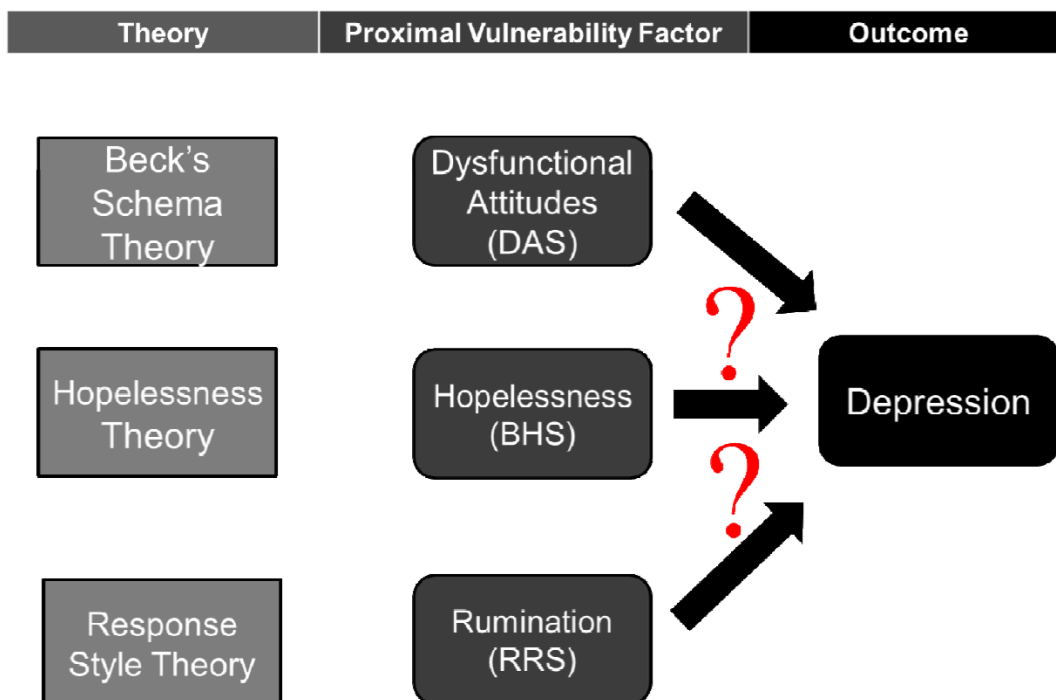 Theory
Proximal Vulnerability Factor
Outcome
Beck's
Schema
Theory
Dysfunctional
Attitudes
(DAS)
?
Hopelessness
Theory
Hopelessness
(BHS)
Depression
?
Response
Style Theory
Rumination
(RRS)